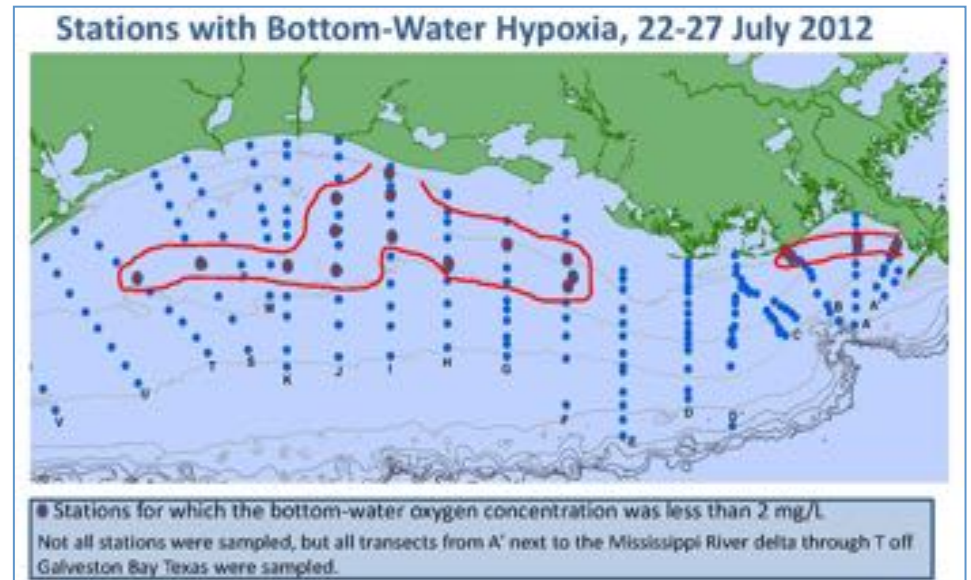 Stations with Bottom-Water Hypoxia, 22-27 July 2012
B
A'
A
C
M
T
S
K
J
I
H
G
U
V
F
D
D'
E
Stations for which the bottom-water oxygen concentration was less than 2 mg/L
Not all stations were sampled, but all transects from A' next to the Mississippi River delta through T off
Galveston Bay Texas were sampled.